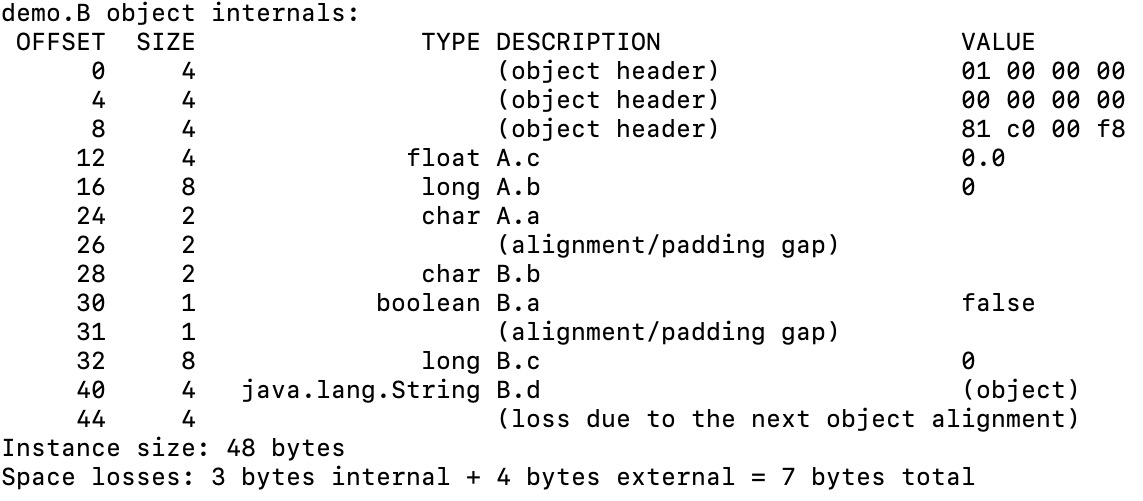 demo.B object internals:
 OFFSET  SIZE               TYPE DESCRIPTION                    VALUE
      0     4                    (object header)                01 00 00 00
      4     4                    (object header)                00 00 00 00
      8     4                    (object header)                81 c0 00 f8
     12     4              float A.c                            0.0
     16     8               long A.b                            0
     24     2               char A.a
     26     2                    (alignment/padding gap)
     28     2               char B.b
     30     1            boolean B.a                            false
     31     1                    (alignment/padding gap)
     32     8               long B.c                            0
     40     4   java.lang.String B.d                            (object)
     44     4                    (loss due to the next object alignment)
Instance size: 48 bytes
Space losses: 3 bytes internal + 4 bytes external = 7 bytes total